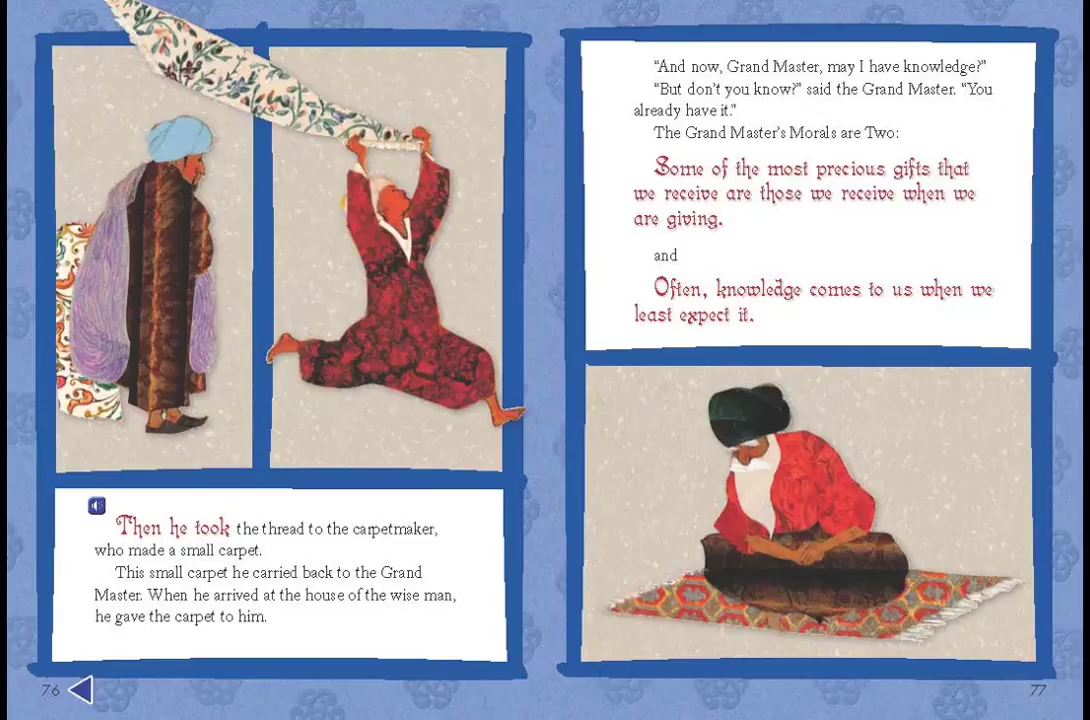 Then he took the thread to the carpetmaker,
who made a small carpet.
This small carpet he carried back to the Grand
Master. When he arrived at the house of the wise man,
he gave the carpet to him.
76
“And now, Grand Master, may I have knowledge?”
“But don’t you know?” said the Grand Master. “You
already have it.”
The Grand Master’s Morals are Two:
Some of the most precious gifts that
we receive are those we receive when we
are giving.
and
Often, knowledge comes to us when we
least expect it.
77